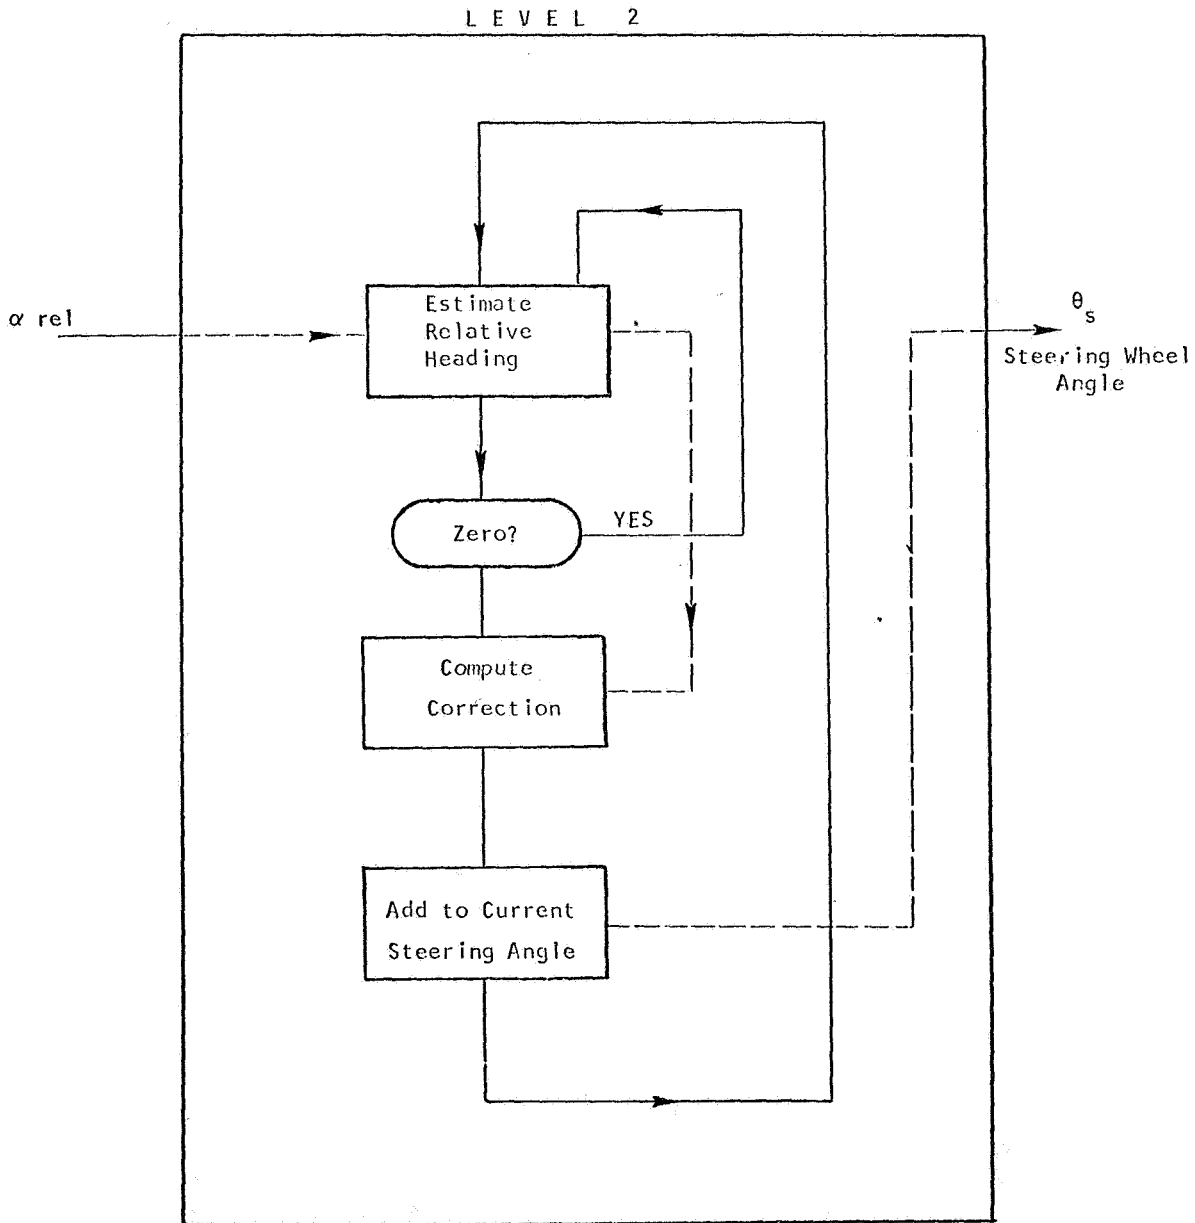 LEVEL 2
Estimate
Relative
Heading
α rel
θs
Steering Wheel
Angle
Zero?
YES
Compute
Correction
Add to Current
Steering Angle